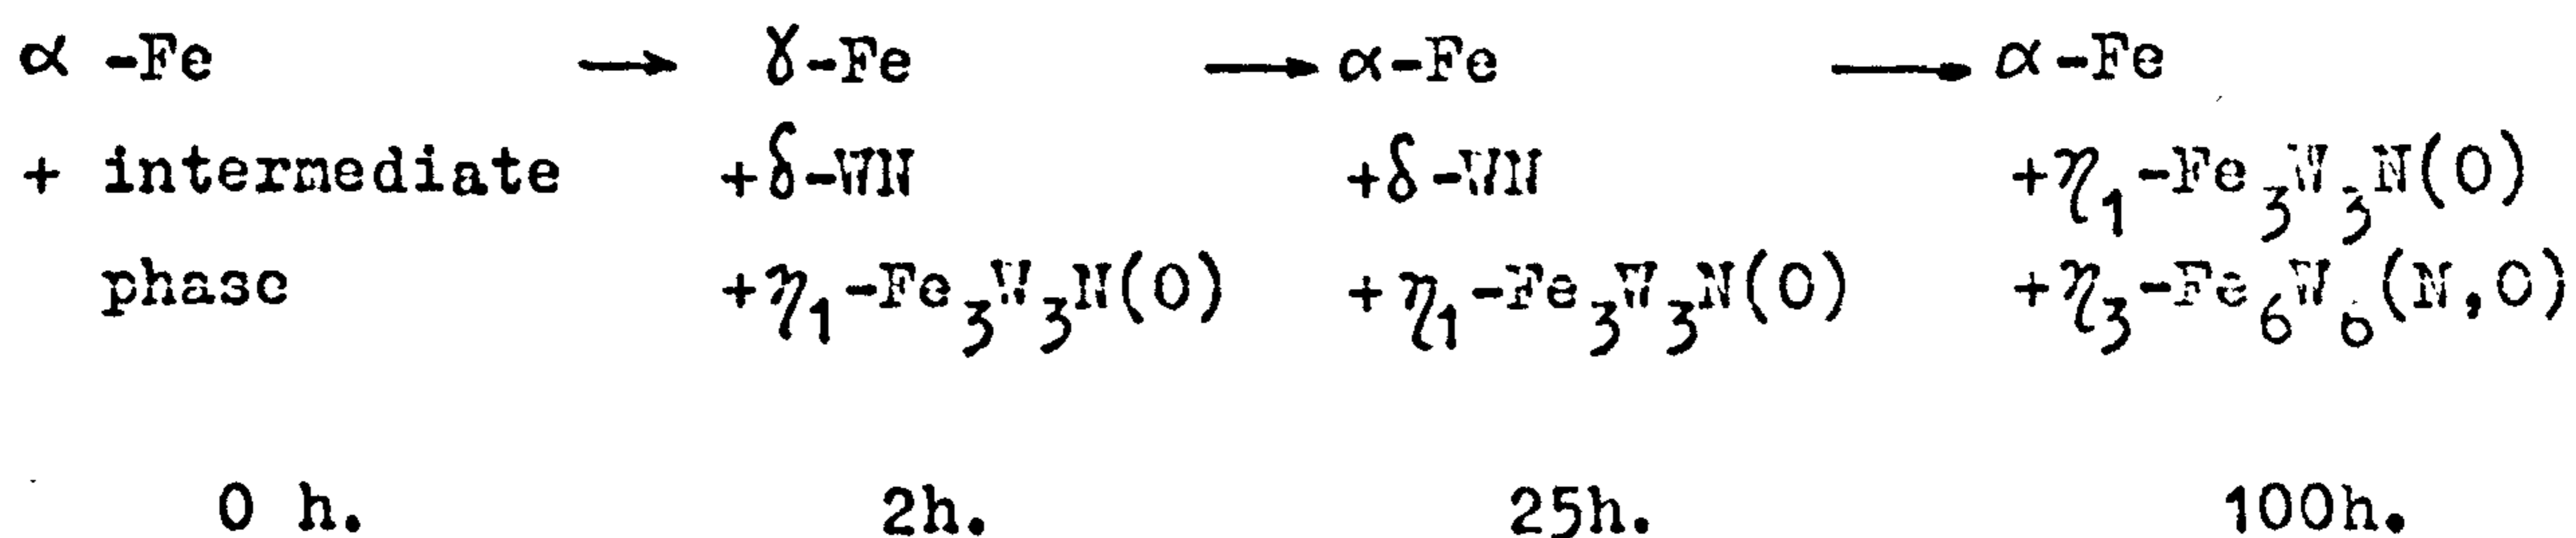 α -Fe → γ-Fe → α-Fe → α-Fe
+ intermediate +δ-WN +δ-WN +η₁-Fe₃W₃N(O)
phase +η₁-Fe₃W₃N(O) +η₁-Fe₃W₃N(O) +η₃-Fe₆W₆(N,O)
0 h. 2h. 25h. 100h.